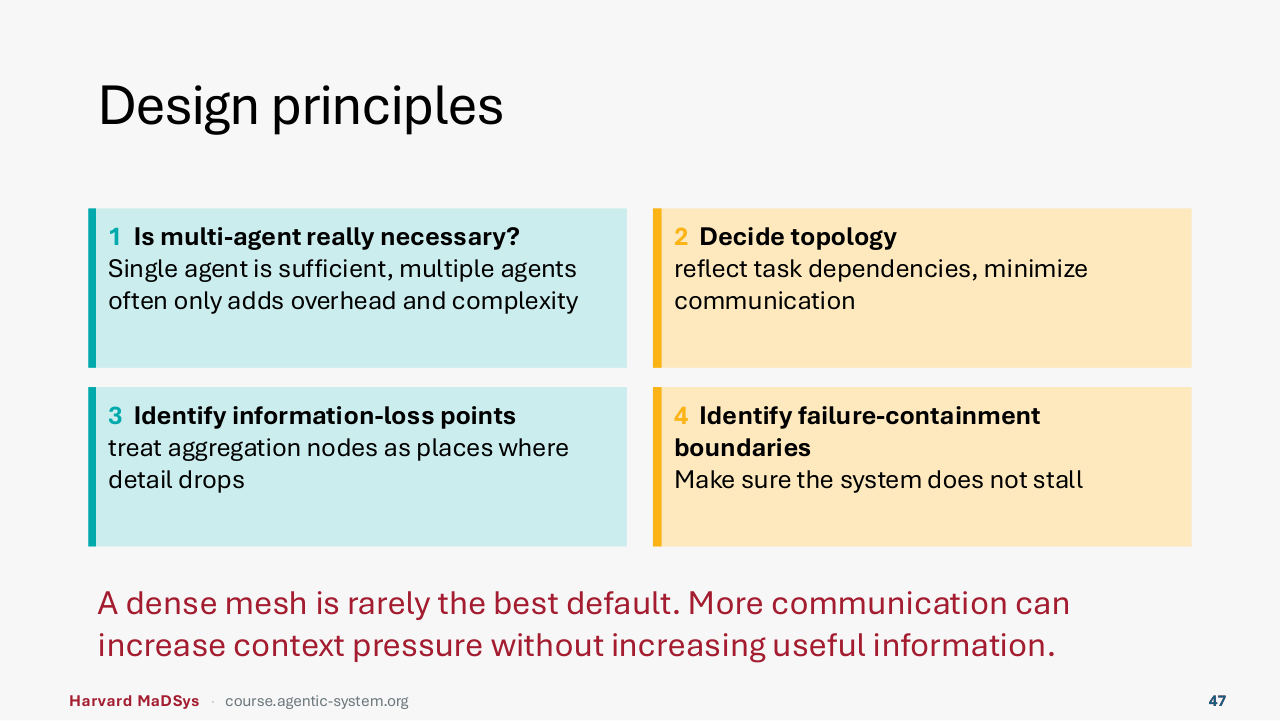 Design principles
1 Is multi-agent really necessary?
Single agent is sufficient, multiple agents
often only adds overhead and complexity
2 Decide topology
reflect task dependencies, minimize
communication
3 Identify information-loss points
treat aggregation nodes as places where
detail drops
4 Identify failure-containment
boundaries
Make sure the system does not stall
A dense mesh is rarely the best default. More communication can
increase context pressure without increasing useful information.
Harvard MaDSys · course.agentic-system.org
47